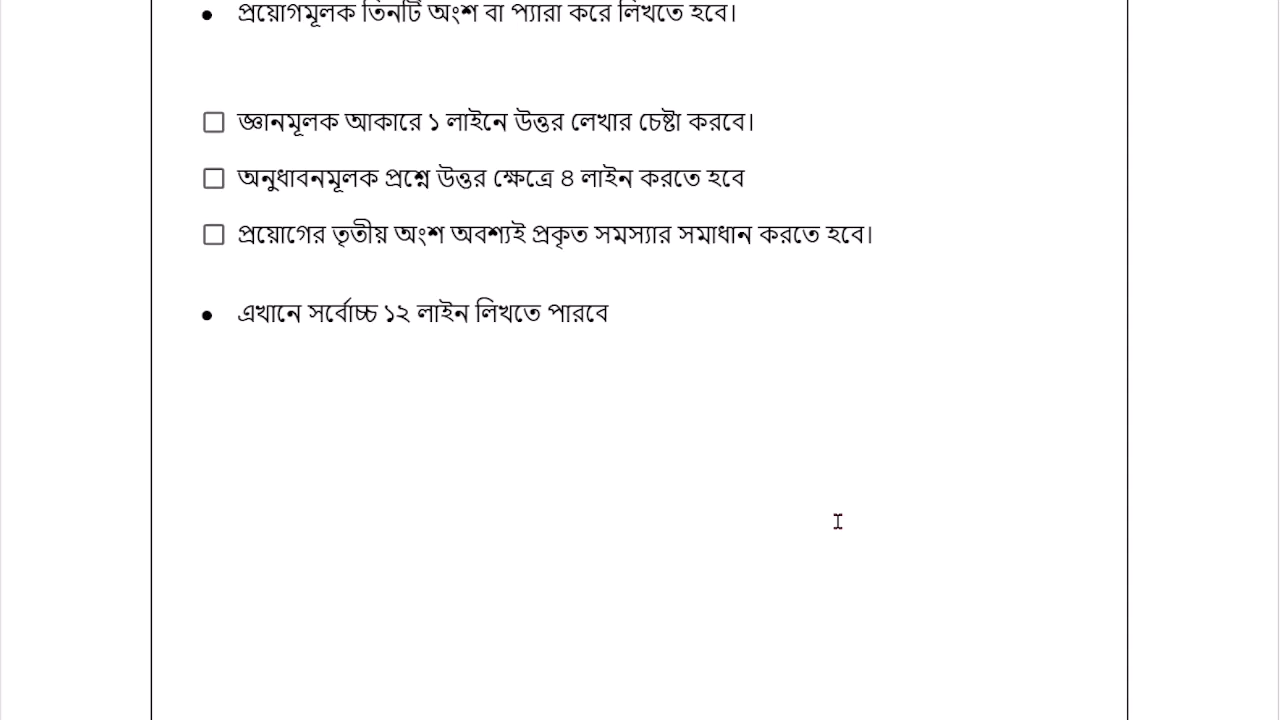 প্রয়োগমূলক তিনটি অংশ বা প্যারা করে লিখতে হবে।
জ্ঞানমূলক আকারে ১ লাইনে উত্তর লেখার চেষ্টা করবে।
অনুধাবনমূলক প্রশ্নে উত্তর ক্ষেত্রে ৪ লাইন করতে হবে
প্রয়োগের তৃতীয় অংশ অবশ্যই প্রকৃত সমস্যার সমাধান করতে হবে।
এখানে সর্বোচ্চ ১২ লাইন লিখতে পারবে